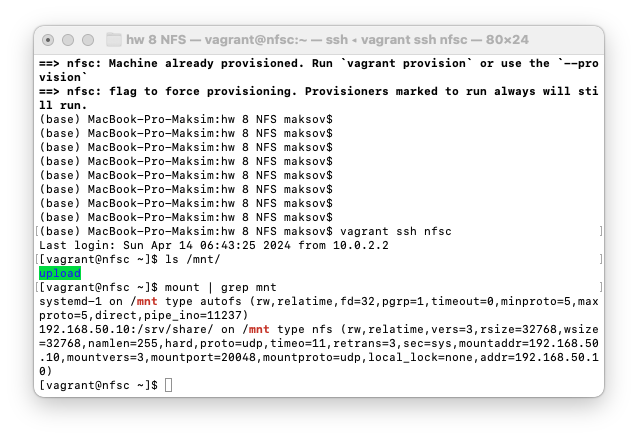 hw 8 NFS — vagrant@nfsc:~ — ssh ◂ vagrant ssh nfsc — 80×24
==> nfsc: Machine already provisioned. Run `vagrant provision` or use the `--pro
vision`
==> nfsc: flag to force provisioning. Provisioners marked to run always will sti
ll run.
(base) MacBook-Pro-Maksim:hw 8 NFS maksov$
(base) MacBook-Pro-Maksim:hw 8 NFS maksov$
(base) MacBook-Pro-Maksim:hw 8 NFS maksov$
(base) MacBook-Pro-Maksim:hw 8 NFS maksov$
(base) MacBook-Pro-Maksim:hw 8 NFS maksov$
(base) MacBook-Pro-Maksim:hw 8 NFS maksov$
(base) MacBook-Pro-Maksim:hw 8 NFS maksov$
(base) MacBook-Pro-Maksim:hw 8 NFS maksov$
[(base) MacBook-Pro-Maksim:hw 8 NFS maksov$ vagrant ssh nfsc ]
Last login: Sun Apr 14 06:43:25 2024 from 10.0.2.2
[[vagrant@nfsc ~]$ ls /mnt/ ]
upload
[[vagrant@nfsc ~]$ mount | grep mnt ]
systemd-1 on /mnt type autofs (rw,relatime,fd=32,pgrp=1,timeout=0,minproto=5,max
proto=5,direct,pipe_ino=11237)
192.168.50.10:/srv/share/ on /mnt type nfs (rw,relatime,vers=3,rsize=32768,wsize
=32768,namlen=255,hard,proto=udp,timeo=11,retrans=3,sec=sys,mountaddr=192.168.50
.10,mountvers=3,mountport=20048,mountproto=udp,local_lock=none,addr=192.168.50.1
0)
[vagrant@nfsc ~]$